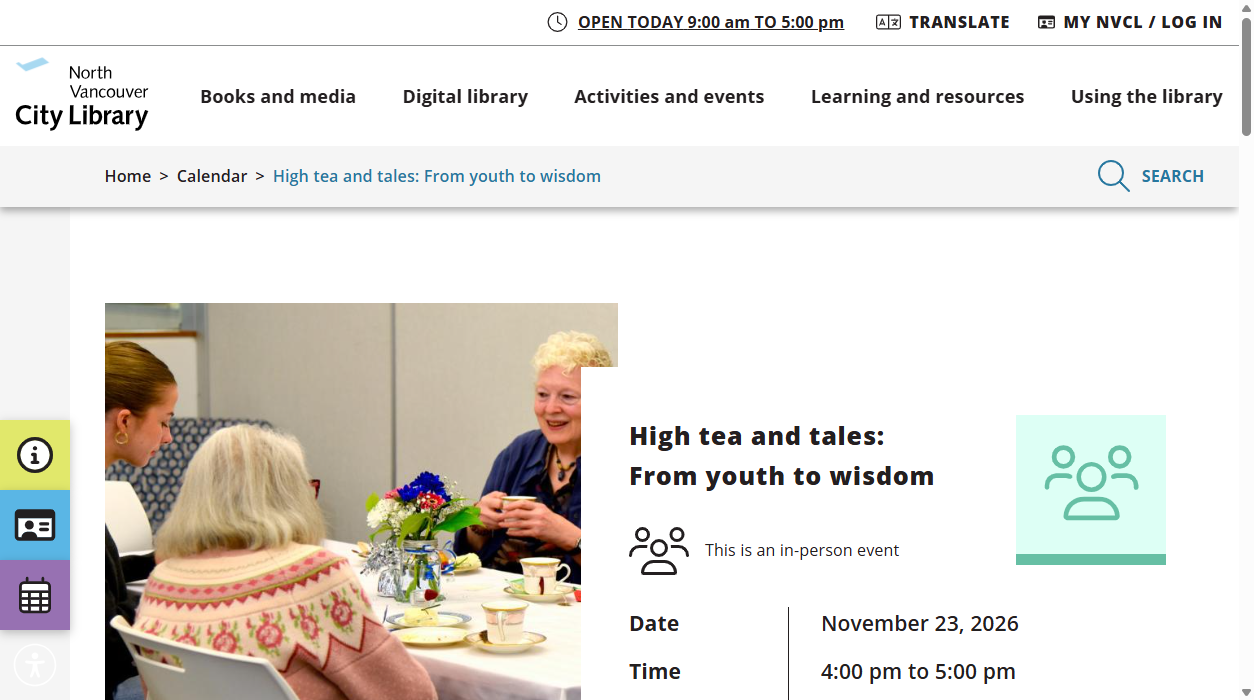 OPEN TODAY 9:00 am TO 5:00 pm
TRANSLATE
MY NVCL / LOG IN
North
Vancouver
City Library
Books and media
Digital library
Activities and events
Learning and resources
Using the library
Home > Calendar > High tea and tales: From youth to wisdom
SEARCH
High tea and tales:
From youth to wisdom
This is an in-person event
Date
November 23, 2026
Time
4:00 pm to 5:00 pm